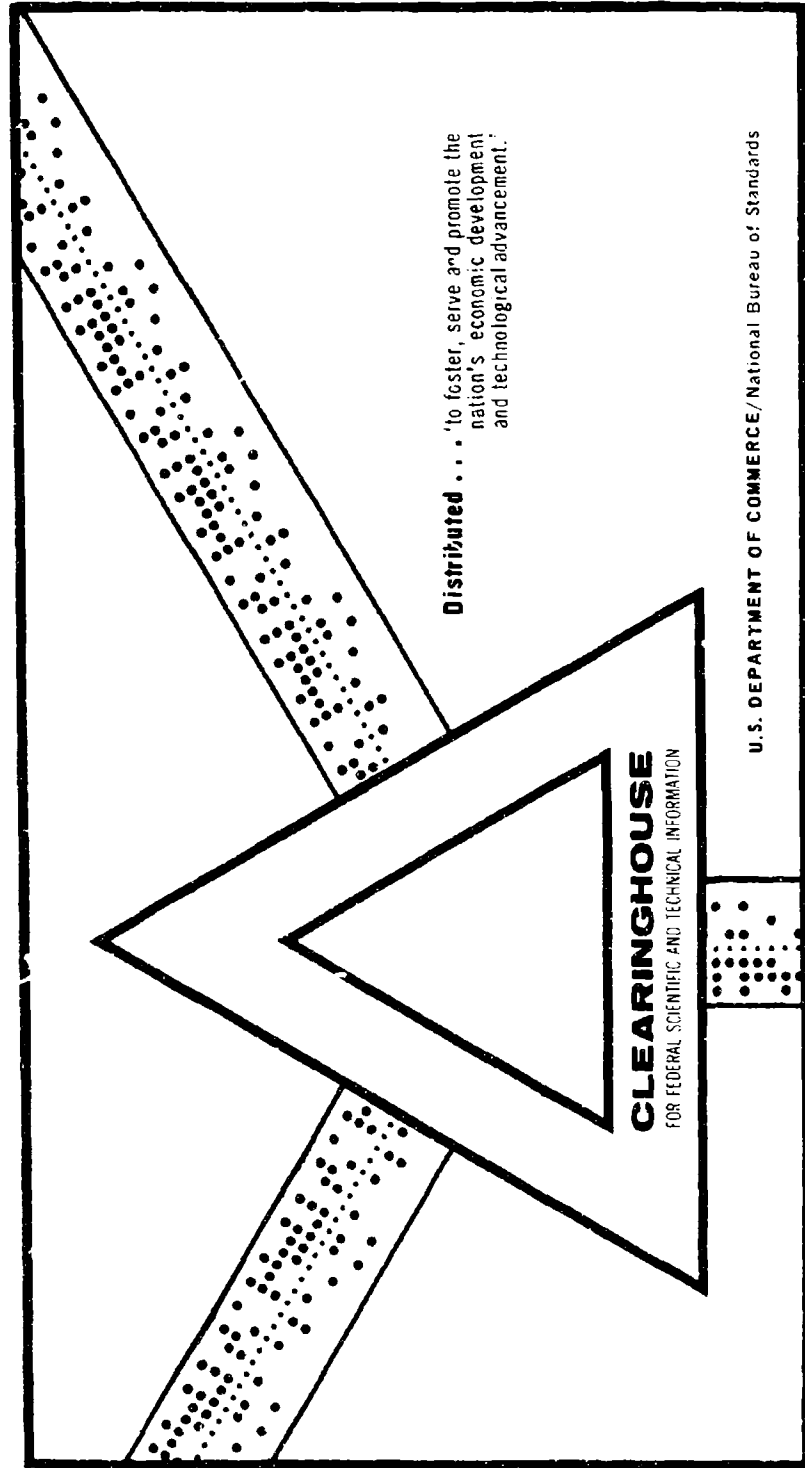 Distributed . . . 'to foster, serve and promote the
nation's economic development
and technological advancement.'
CLEARINGHOUSE
FOR FEDERAL SCIENTIFIC AND TECHNICAL INFORMATION
U.S. DEPARTMENT OF COMMERCE/National Bureau of Standards